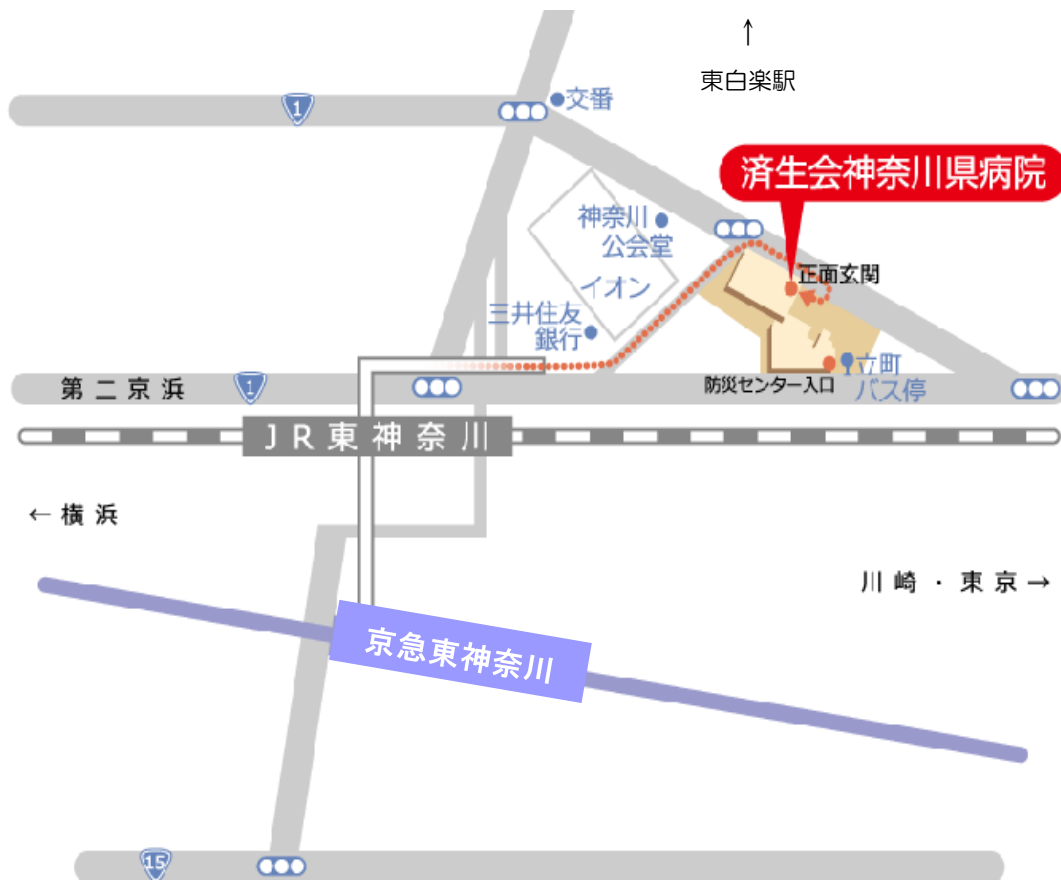 ↑
東白楽駅
1
交番
済生会神奈川県病院
神奈川
公会堂
正面玄関
イオン
三井住友
銀行
立町
バス停
防災センター入口
第二京浜
1
JR東神奈川
← 横浜
川崎・東京 →
京急東神奈川
15